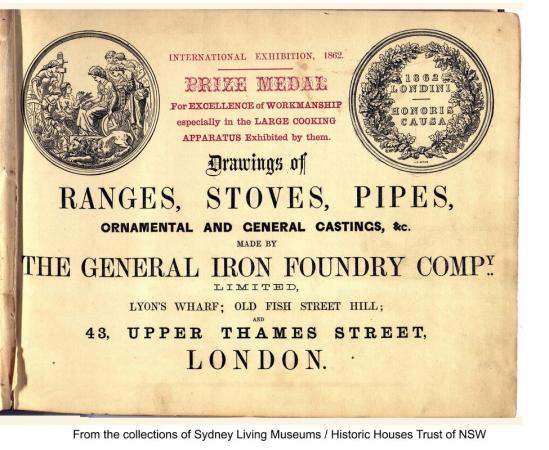 INTERNATIONAL EXHIBITION, 1862.
PRIZE MEDAL
For EXCELLENCE of WORKMANSHIP
especially in the LARGE COOKING
APPARATUS Exhibited by them.
1862
LONDINI
HONORIS
CAUSA
Drawings of
RANGES, STOVES, PIPES,
ORNAMENTAL AND GENERAL CASTINGS, &c.
MADE BY
THE GENERAL IRON FOUNDRY COMPY.
LIMITED,
LYON'S WHARF; OLD FISH STREET HILL;
AND
43, UPPER THAMES STREET,
LONDON.
From the collections of Sydney Living Museums / Historic Houses Trust of NSW